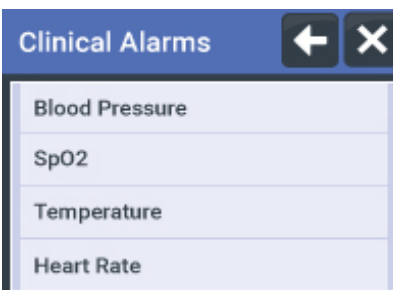 Clinical Alarms
Blood Pressure
SpO2
Temperature
Heart Rate